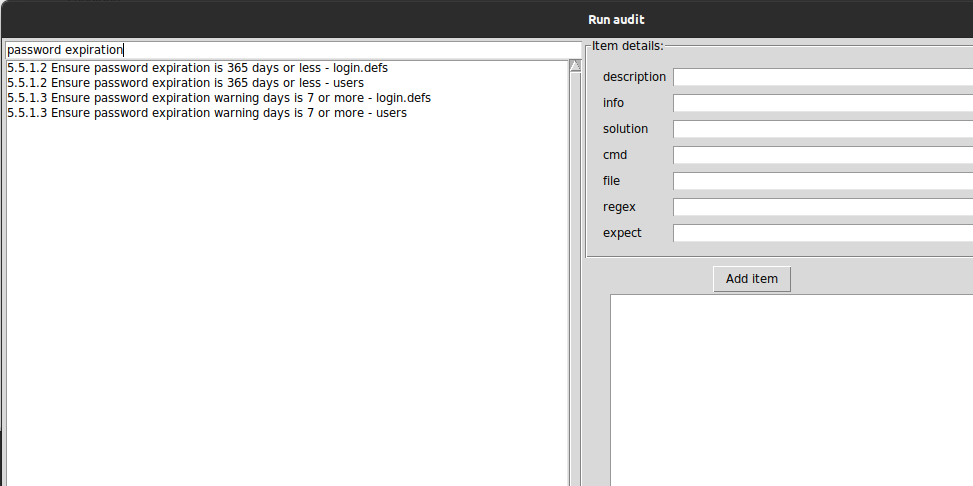 Run audit
password expiration
5.5.1.2 Ensure password expiration is 365 days or less - login.defs
5.5.1.2 Ensure password expiration is 365 days or less - users
5.5.1.3 Ensure password expiration warning days is 7 or more - login.defs
5.5.1.3 Ensure password expiration warning days is 7 or more - users
Item details:
description
info
solution
cmd
file
regex
expect
Add item